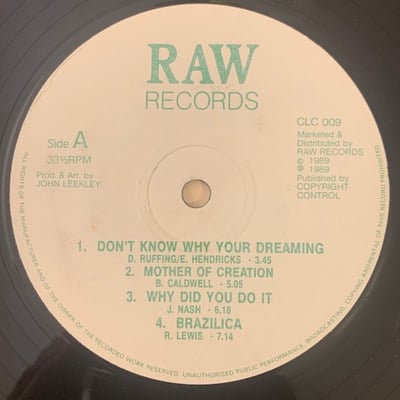 RAW
RECORDS
Side A
33⅓RPM
Prod. & Arr. by
JOHN LEEKLEY
CLC 009
Marketed &
Distributed by
RAW RECORDS
℗ 1989
© 1989
Published by
COPYRIGHT
CONTROL
1. DON'T KNOW WHY YOUR DREAMING
D. RUFFING/E. HENDRICKS - 3.45
2. MOTHER OF CREATION
B. CALDWELL - 5.05
3. WHY DID YOU DO IT
J. NASH - 6.18
4. BRAZILICA
R. LEWIS - 7.14
ALL RIGHTS OF THE MANUFACTURER AND OF THE OWNER OF THE RECORDED WORK RESERVED. UNAUTHORISED PUBLIC PERFORMANCE, BROADCASTING, COPYING AND RENTAL OF THIS RECORD PROHIBITED.